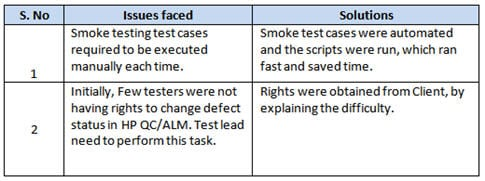 S. No Issues faced Solutions
Smoke testing test cases
required to be executed
manually each time.
Smoke test cases were automated
and the scripts were run, which ran
fast and saved time.
1
Initially, Few testers were not
having rights to change defect
status in HP QC/ALM. Test lead
need to perform this task.
Rights were obtained from Client, by
explaining the difficulty.
2